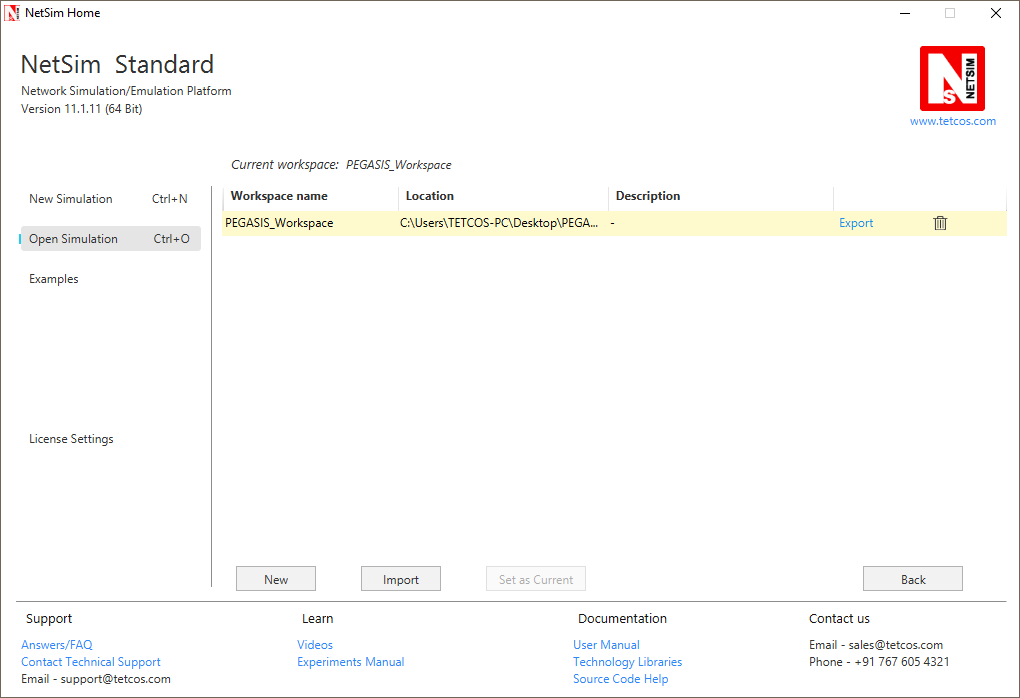 NetSim Home
NetSim Standard
Network Simulation/Emulation Platform
Version 11.1.11 (64 Bit)
NS NETSIM
www.tetcos.com
Current workspace: PEGASIS_Workspace
New Simulation Ctrl+N
Open Simulation Ctrl+O
Examples
License Settings
Workspace name Location Description
PEGASIS_Workspace C:\Users\TETCOS-PC\Desktop\PEGA... - Export
New Import Set as Current Back
Support Learn Documentation Contact us
Answers/FAQ Videos User Manual Email - sales@tetcos.com
Contact Technical Support Experiments Manual Technology Libraries Phone - +91 767 605 4321
Email - support@tetcos.com Source Code Help